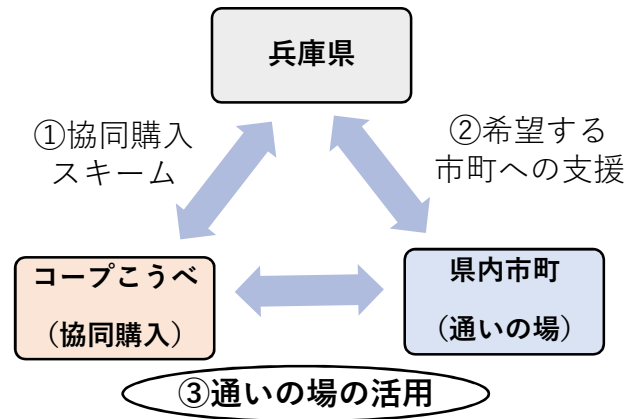 兵庫県
①協同購入
スキーム
②希望する
市町への支援
コープこうべ
（協同購入）
県内市町
（通いの場）
③通いの場の活用